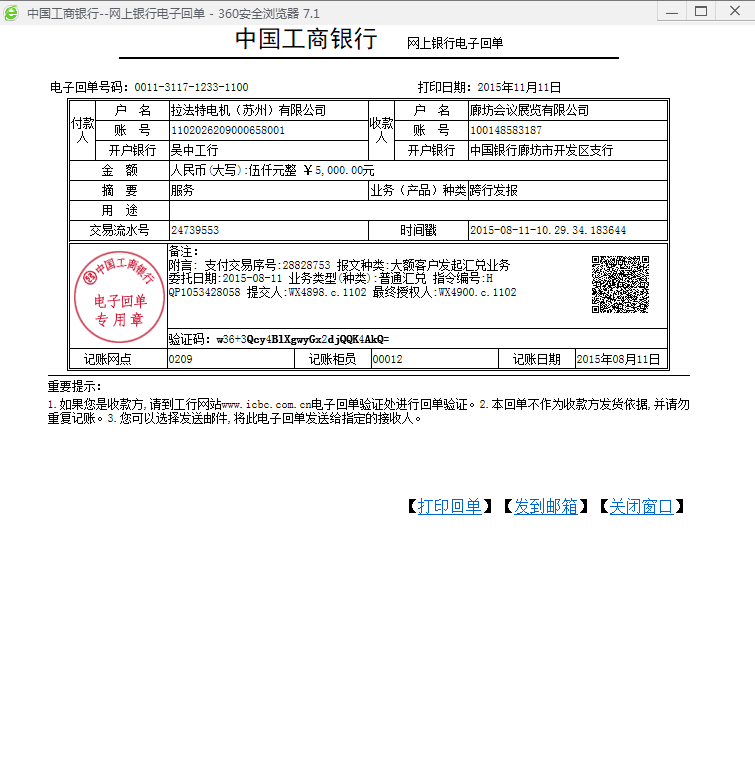 中国工商银行--网上银行电子回单 - 360安全浏览器 7.1
中国工商银行 网上银行电子回单
电子回单号码：0011-3117-1233-1100 打印日期：2015年11月11日
付款人 户 名 拉法特电机（苏州）有限公司 收款人 户 名 廊坊会议展览有限公司
账 号 1102026209000658001 账 号 100148583187
开户银行 吴中工行 开户银行 中国银行廊坊市开发区支行
金 额 人民币(大写):伍仟元整 ￥5,000.00元
摘 要 服务 业务（产品）种类 跨行发报
用 途
交易流水号 24739553 时间戳 2015-08-11-10.29.34.183644
中国工商银行
电子回单
专用章
备注：
附言: 支付交易序号:28828753 报文种类:大额客户发起汇兑业务
委托日期:2015-08-11 业务类型(种类):普通汇兑 指令编号:H
QP1053428058 提交人:WX4898.c.1102 最终授权人:WX4900.c.1102
验证码：w36+3Qcy4BlXgwyGx2djQQK4AkQ=
记账网点 0209 记账柜员 00012 记账日期 2015年08月11日
重要提示：
1.如果您是收款方,请到工行网站www.icbc.com.cn电子回单验证处进行回单验证。2.本回单不作为收款方发货依据,并请勿
重复记账。3.您可以选择发送邮件,将此电子回单发送给指定的接收人。
【打印回单】【发到邮箱】【关闭窗口】